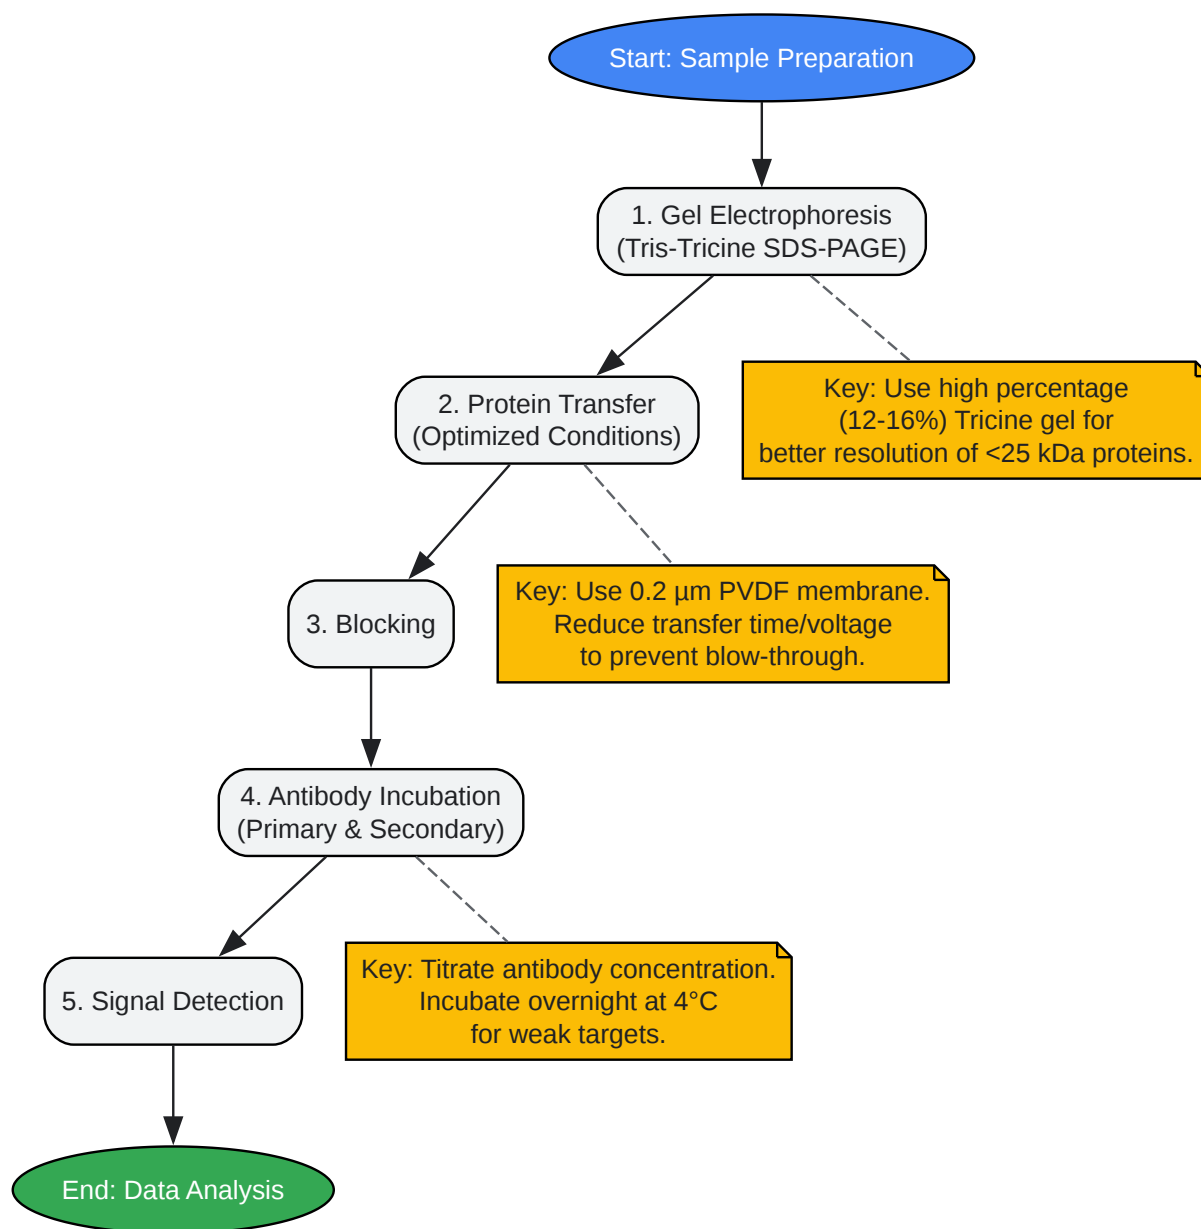 Start: Sample Preparation
1. Gel Electrophoresis
(Tris-Tricine SDS-PAGE)
Key: Use high percentage
(12-16%) Tricine gel for
better resolution of <25 kDa proteins.
2. Protein Transfer
(Optimized Conditions)
Key: Use 0.2 µm PVDF membrane.
Reduce transfer time/voltage
to prevent blow-through.
3. Blocking
4. Antibody Incubation
(Primary & Secondary)
Key: Titrate antibody concentration.
Incubate overnight at 4°C
for weak targets.
5. Signal Detection
End: Data Analysis